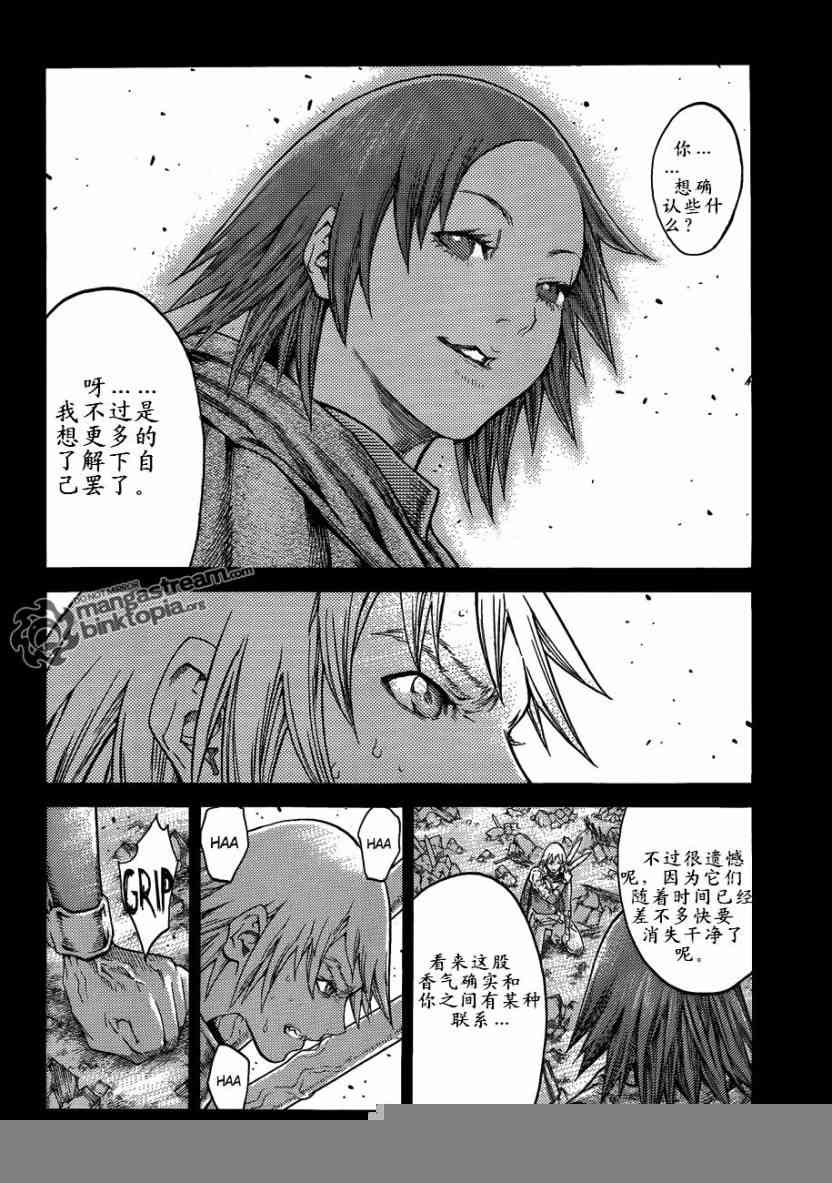 你 ...
...
想确
认些什
么？
呀 ... ... 是
我不过多的
想更解下自
了己罢了。
DO NOT MIRROR
mangastream.com
binktopia.org
GRIP
HAA
HAA
HAA
不过很遗憾
呢，因为它们
随着时间已经
差不多快要
消失干净了
呢。
看来这股
香气确实和
你之间有某种
联系 ...